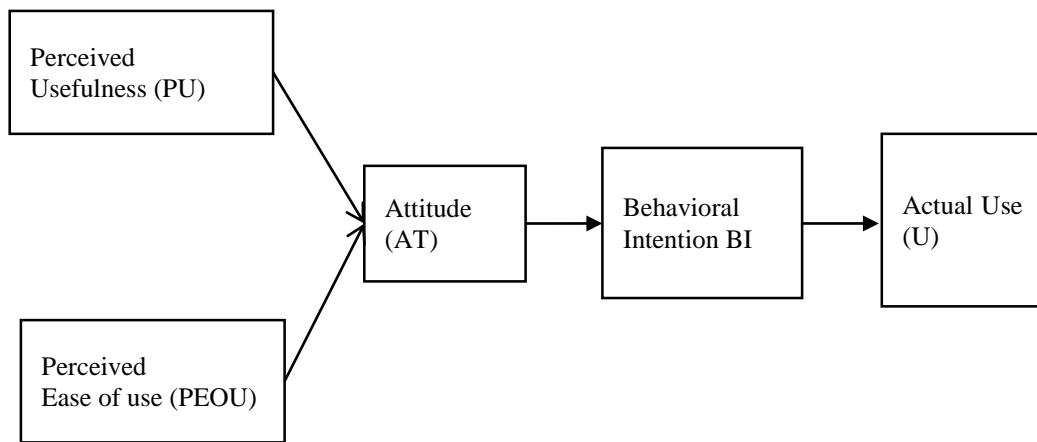 Perceived
Usefulness (PU)
Attitude
(AT)
Behavioral
Intention BI
Actual Use
(U)
Perceived
Ease of use (PEOU)